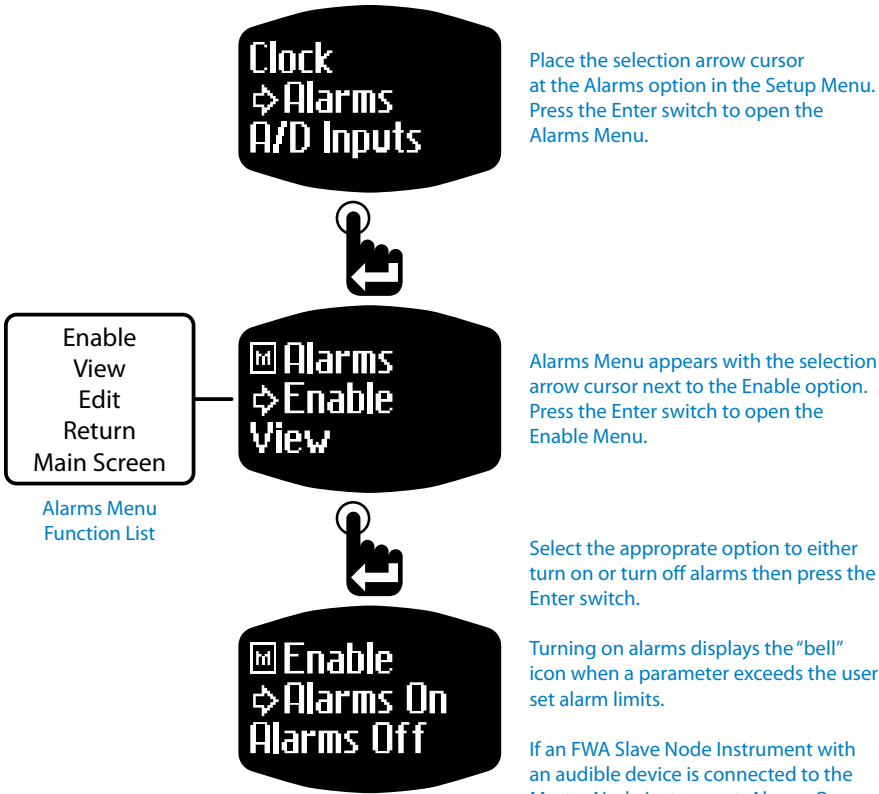 Clock
Alarms
A/D Inputs
Place the selection arrow cursor
at the Alarms option in the Setup Menu.
Press the Enter switch to open the
Alarms Menu.
Enable
View
Edit
Return
Main Screen
Alarms Menu
Function List
M Alarms
Enable
View
Alarms Menu appears with the selection
arrow cursor next to the Enable option.
Press the Enter switch to open the
Enable Menu.
M Enable
Alarms On
Alarms Off
Select the approprate option to either
turn on or turn off alarms then press the
Enter switch.
Turning on alarms displays the “bell”
icon when a parameter exceeds the user
set alarm limits.
If an FWA Slave Node Instrument with
an audible device is connected to the